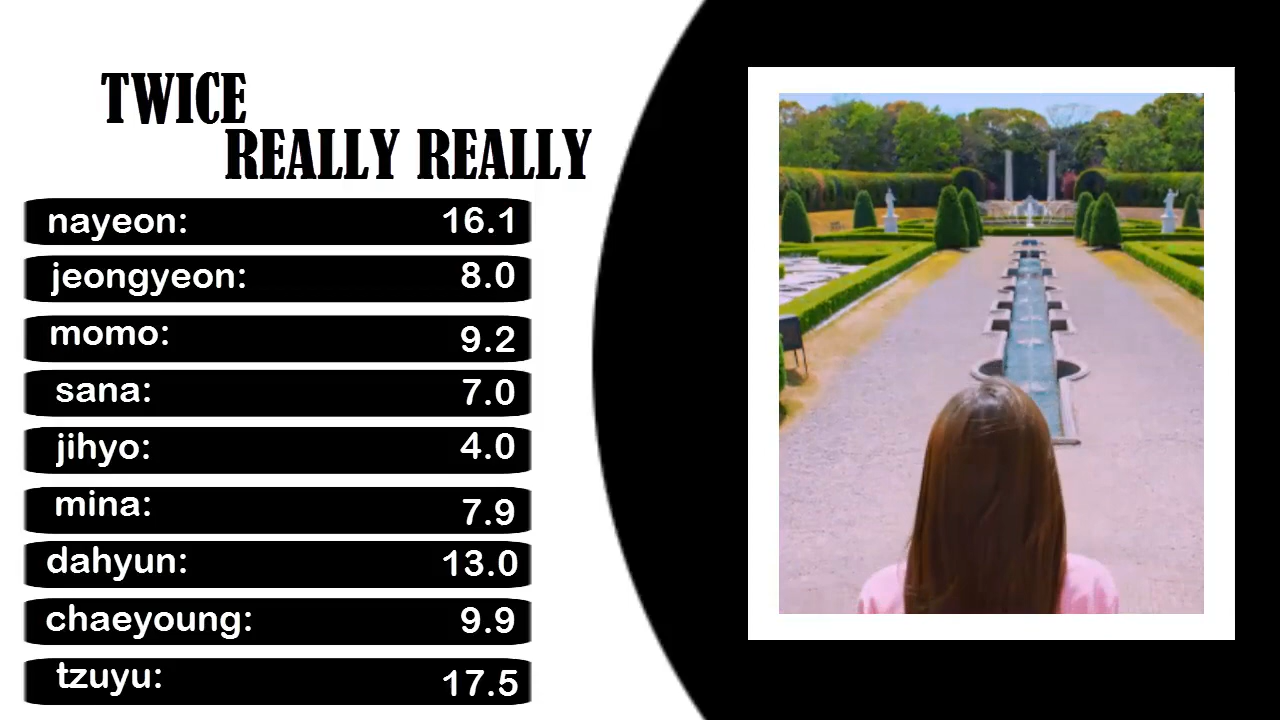 TWICE
REALLY REALLY
nayeon: 16.1
jeongyeon: 8.0
momo: 9.2
sana: 7.0
jihyo: 4.0
mina: 7.9
dahyun: 13.0
chaeyoung: 9.9
tzuyu: 17.5